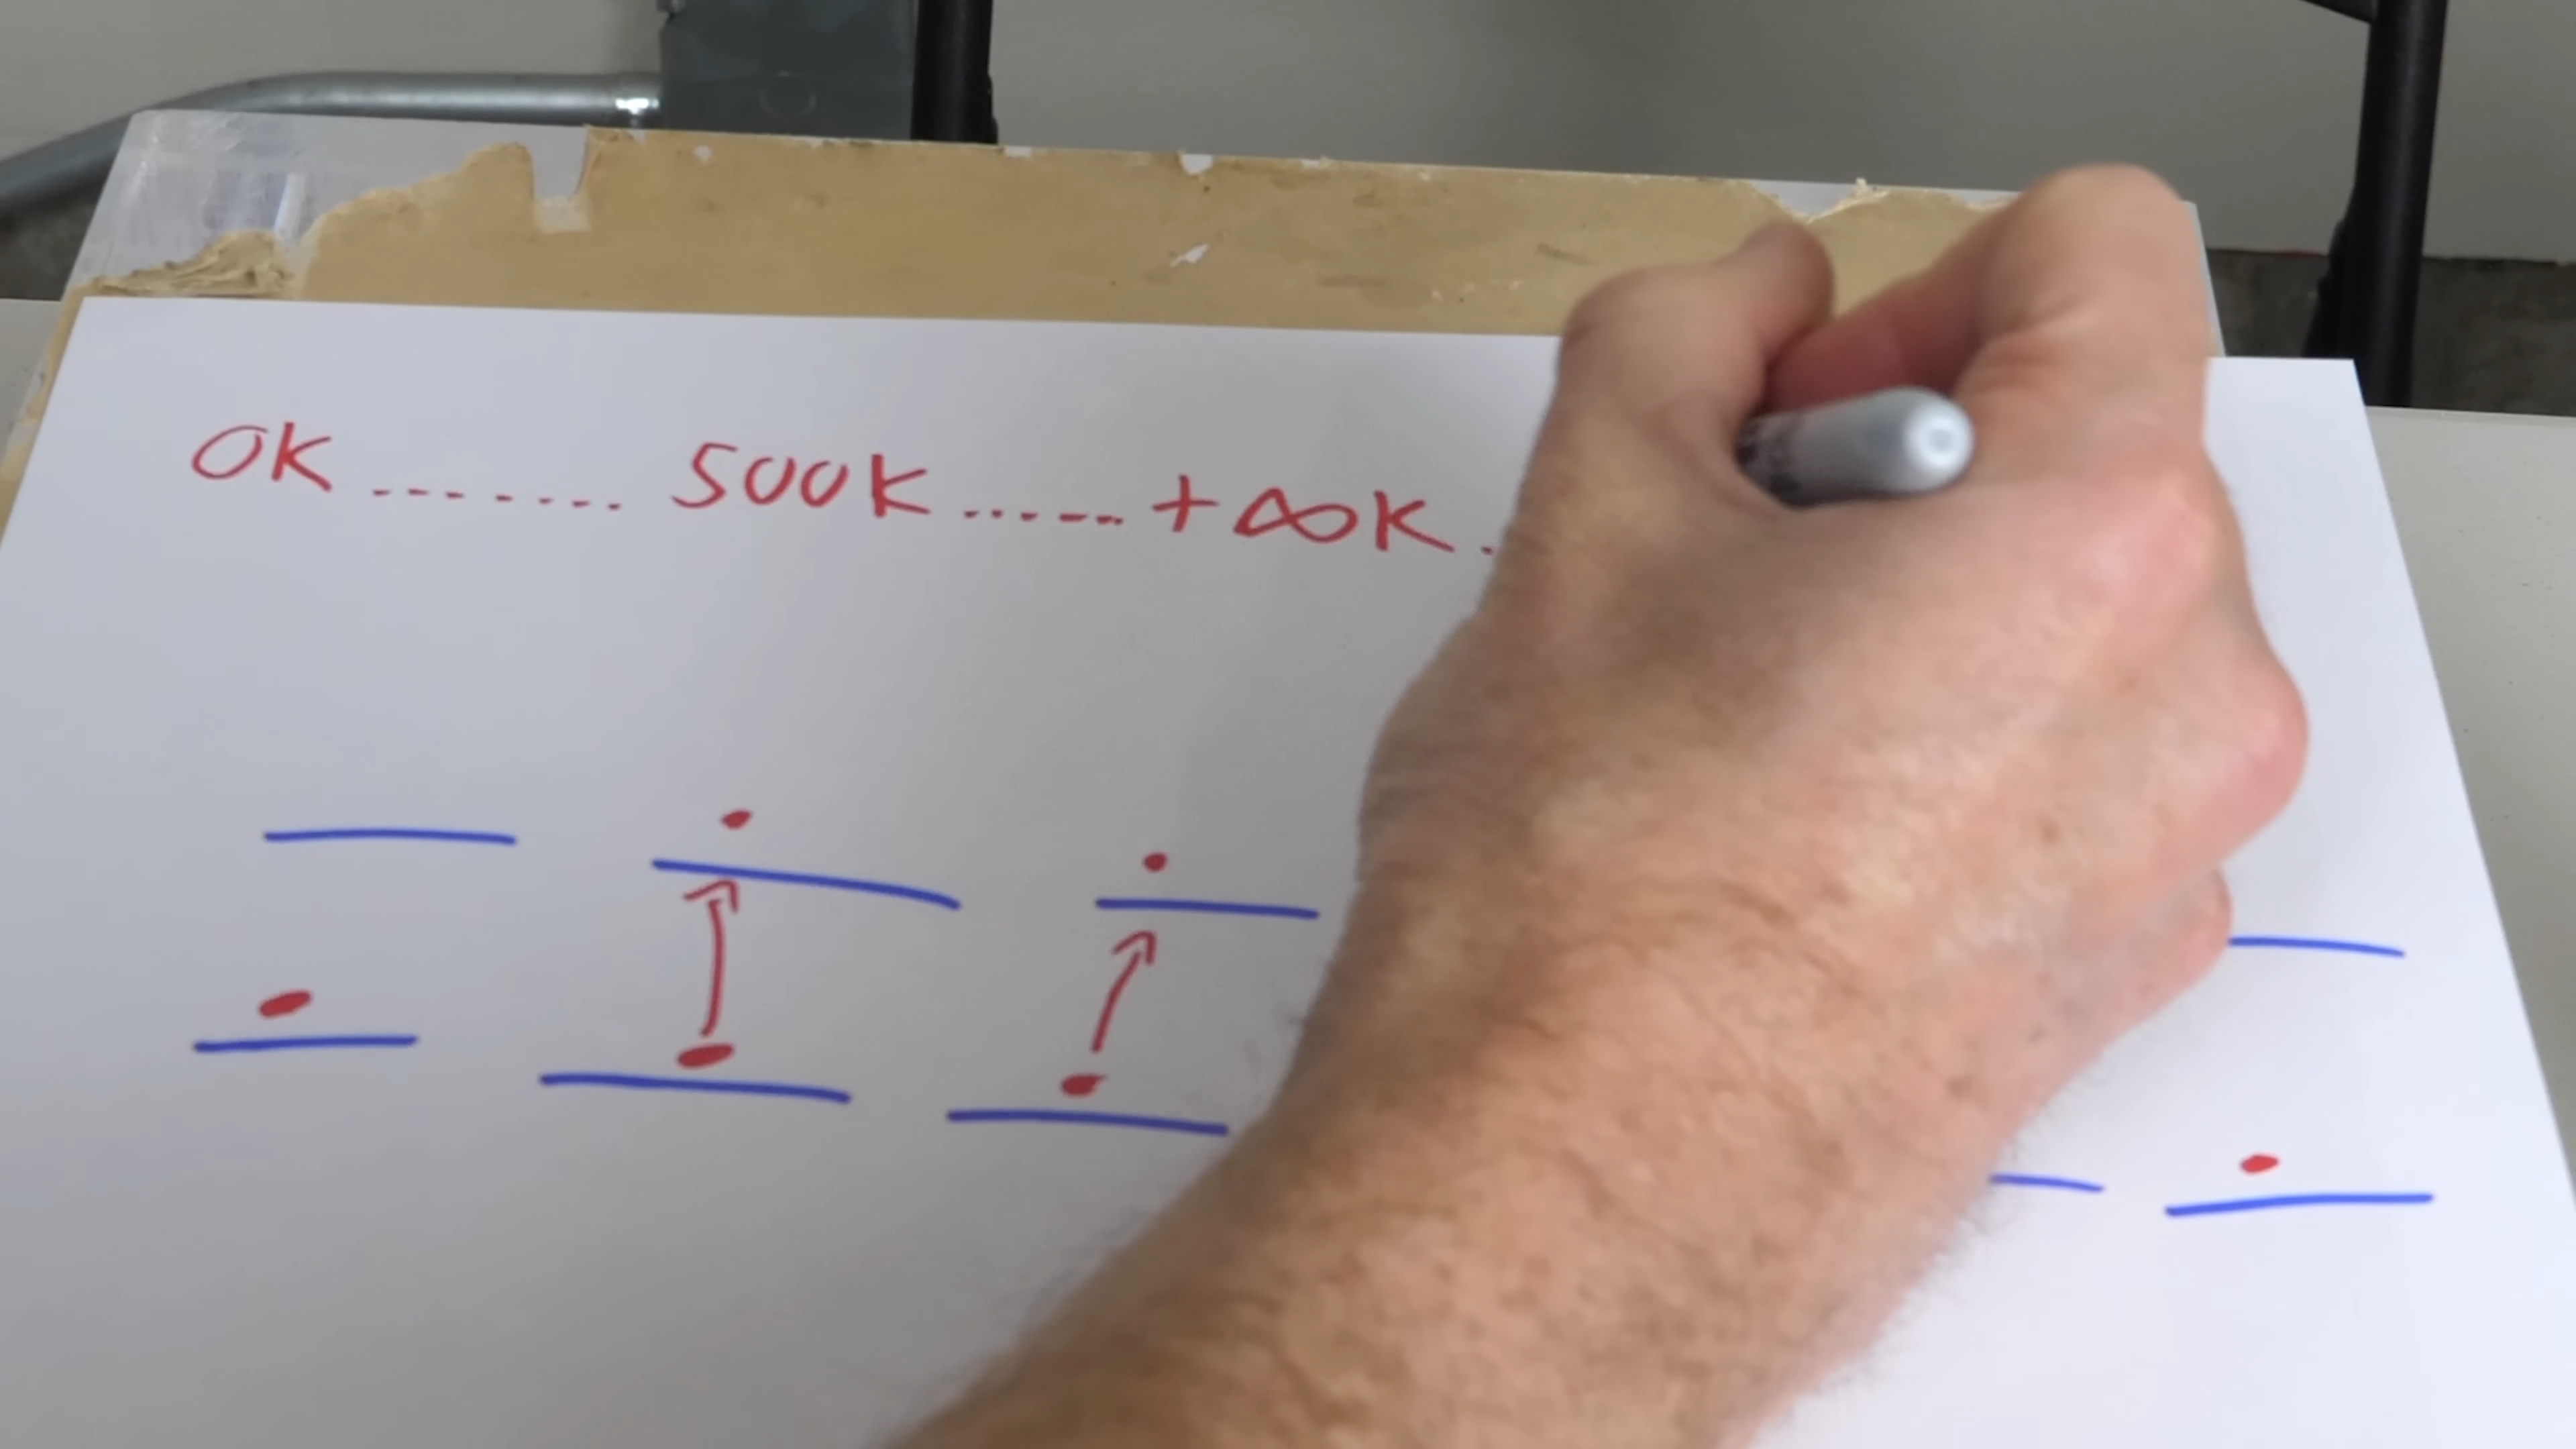 0K ........ 500K ...... +∞K .